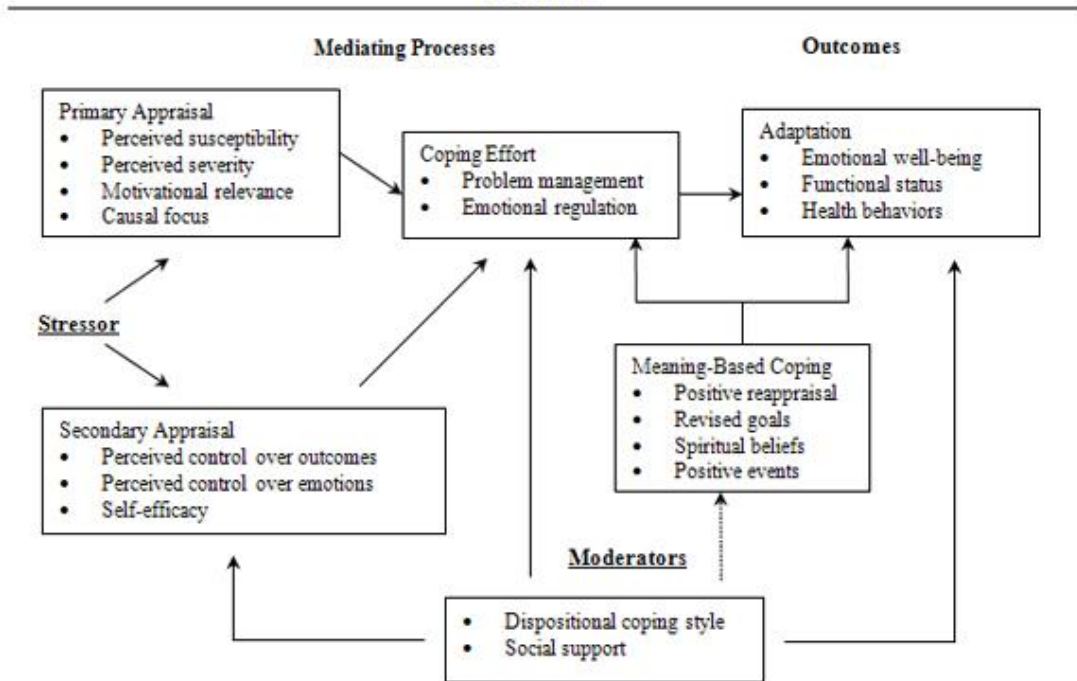 Mediating Processes
Outcomes
Primary Appraisal
• Perceived susceptibility
• Perceived severity
• Motivational relevance
• Causal focus
Coping Effort
• Problem management
• Emotional regulation
Adaptation
• Emotional well-being
• Functional status
• Health behaviors
Stressor
Meaning-Based Coping
• Positive reappraisal
• Revised goals
• Spiritual beliefs
• Positive events
Secondary Appraisal
• Perceived control over outcomes
• Perceived control over emotions
• Self-efficacy
Moderators
• Dispositional coping style
• Social support